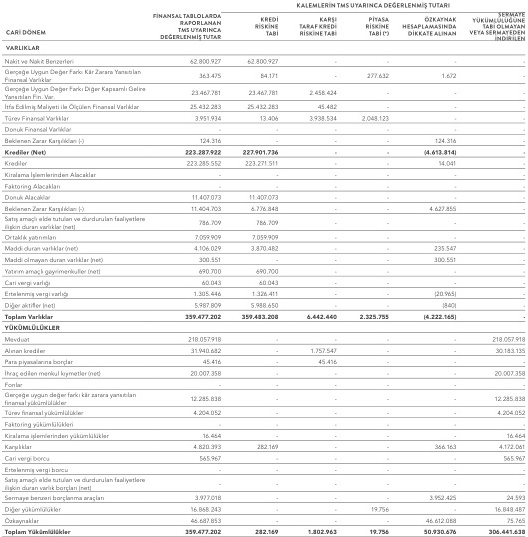 KALEMLERİN TMS UYARINCA DEĞERLENMİŞ TUTARI
CARİ DÖNEM FİNANSAL TABLOLARDA RAPORLANAN TMS UYARINCA DEĞERLENMİŞ TUTAR KREDİ RİSKİNE TABİ KARŞI TARAF KREDİ RİSKİNE TABİ PİYASA RİSKİNE TABİ (*) ÖZKAYNAK HESAPLAMASINDA DİKKATE ALINAN SERMAYE YÜKÜMLÜLÜĞÜNE TABİ OLMAYAN VEYA SERMAYEDEN İNDİRİLEN
VARLIKLAR
Nakit ve Nakit Benzerleri 62.800.927 62.800.927 - - - -
Gerçeğe Uygun Değer Farkı Kâr Zarara Yansıtılan
Finansal Varlıklar 363.475 84.171 - 277.632 1.672 -
Gerçeğe Uygun Değer Farkı Diğer Kapsamlı Gelire
Yansıtılan Fin. Var. 23.467.781 23.467.781 2.458.424 - - -
İtfa Edilmiş Maliyeti ile Ölçülen Finansal Varlıklar 25.432.283 25.432.283 45.482 - - -
Türev Finansal Varlıklar 3.951.934 13.406 3.938.534 2.048.123 - -
Donuk Finansal Varlıklar - - - - - -
Beklenen Zarar Karşılıkları (-) 124.316 - - - 124.316 -
Krediler (Net) 223.287.922 227.901.736 - - (4.613.814) -
Krediler 223.285.552 223.271.511 - - 14.041 -
Kiralama İşlemlerinden Alacaklar - - - - - -
Faktoring Alacakları - - - - - -
Donuk Alacaklar 11.407.073 11.407.073 - - - -
Beklenen Zarar Karşılıkları (-) 11.404.703 6.776.848 - - 4.627.855 -
Satış amaçlı elde tutulan ve durdurulan faaliyetlere
ilişkin duran varlıklar (net) 786.709 786.709 - - - -
Ortaklık yatırımları 7.059.909 7.059.909 - - - -
Maddi duran varlıklar (net) 4.106.029 3.870.482 - - 235.547 -
Maddi olmayan duran varlıklar (net) 300.551 - - - 300.551 -
Yatırım amaçlı gayrimenkuller (net) 690.700 690.700 - - - -
Cari vergi varlığı 60.043 60.043 - - - -
Ertelenmiş vergi varlığı 1.305.446 1.326.411 - - (20.965) -
Diğer aktifler (net) 5.987.809 5.988.650 - - (840) -
Toplam Varlıklar 359.477.202 359.483.208 6.442.440 2.325.755 (4.222.165) -
YÜKÜMLÜLÜKLER
Mevduat 218.057.918 - - - - 218.057.918
Alınan krediler 31.940.682 - 1.757.547 - - 30.183.135
Para piyasalarına borçlar 45.416 - 45.416 - - -
İhraç edilen menkul kıymetler (net) 20.007.358 - - - - 20.007.358
Fonlar - - - - - -
Gerçeğe uygun değer farkı kâr zarara yansıtılan
finansal yükümlülükler 12.285.838 - - - - 12.285.838
Türev finansal yükümlülükler 4.204.052 - - - - 4.204.052
Faktoring yükümlülükleri - - - - - -
Kiralama işlemlerinden yükümlülükler 16.464 - - - - 16.464
Karşılıklar 4.820.393 282.169 - - 366.163 4.172.061
Cari vergi borcu 565.967 - - - - 565.967
Ertelenmiş vergi borcu - - - - - -
Satış amaçlı elde tutulan ve durdurulan faaliyetlere
ilişkin duran varlık borçları (net) - - - - - -
Sermaye benzeri borçlanma araçları 3.977.018 - - - 3.952.425 24.593
Diğer yükümlülükler 16.868.243 - - 19.756 - 16.848.487
Özkaynaklar 46.687.853 - - - 46.612.088 75.765
Toplam Yükümlülükler 359.477.202 282.169 1.802.963 19.756 50.930.676 306.441.638